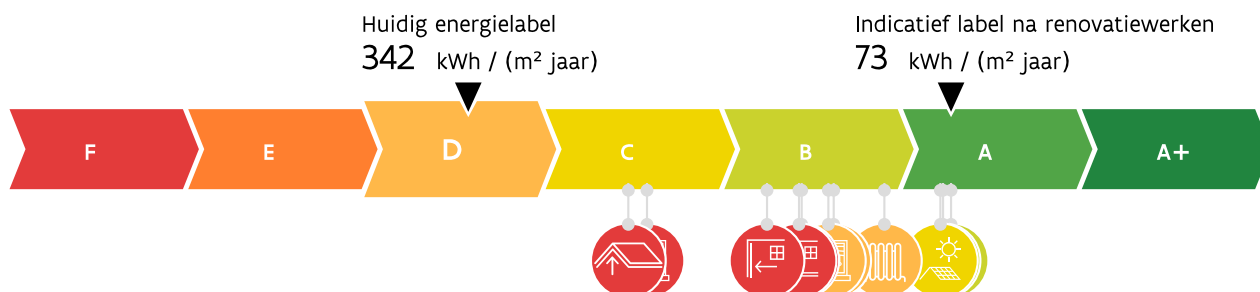 Huidig energielabel
342 kWh / (m² jaar)
Indicatief label na renovatiewerken
73 kWh / (m² jaar)
F E D C B A A+